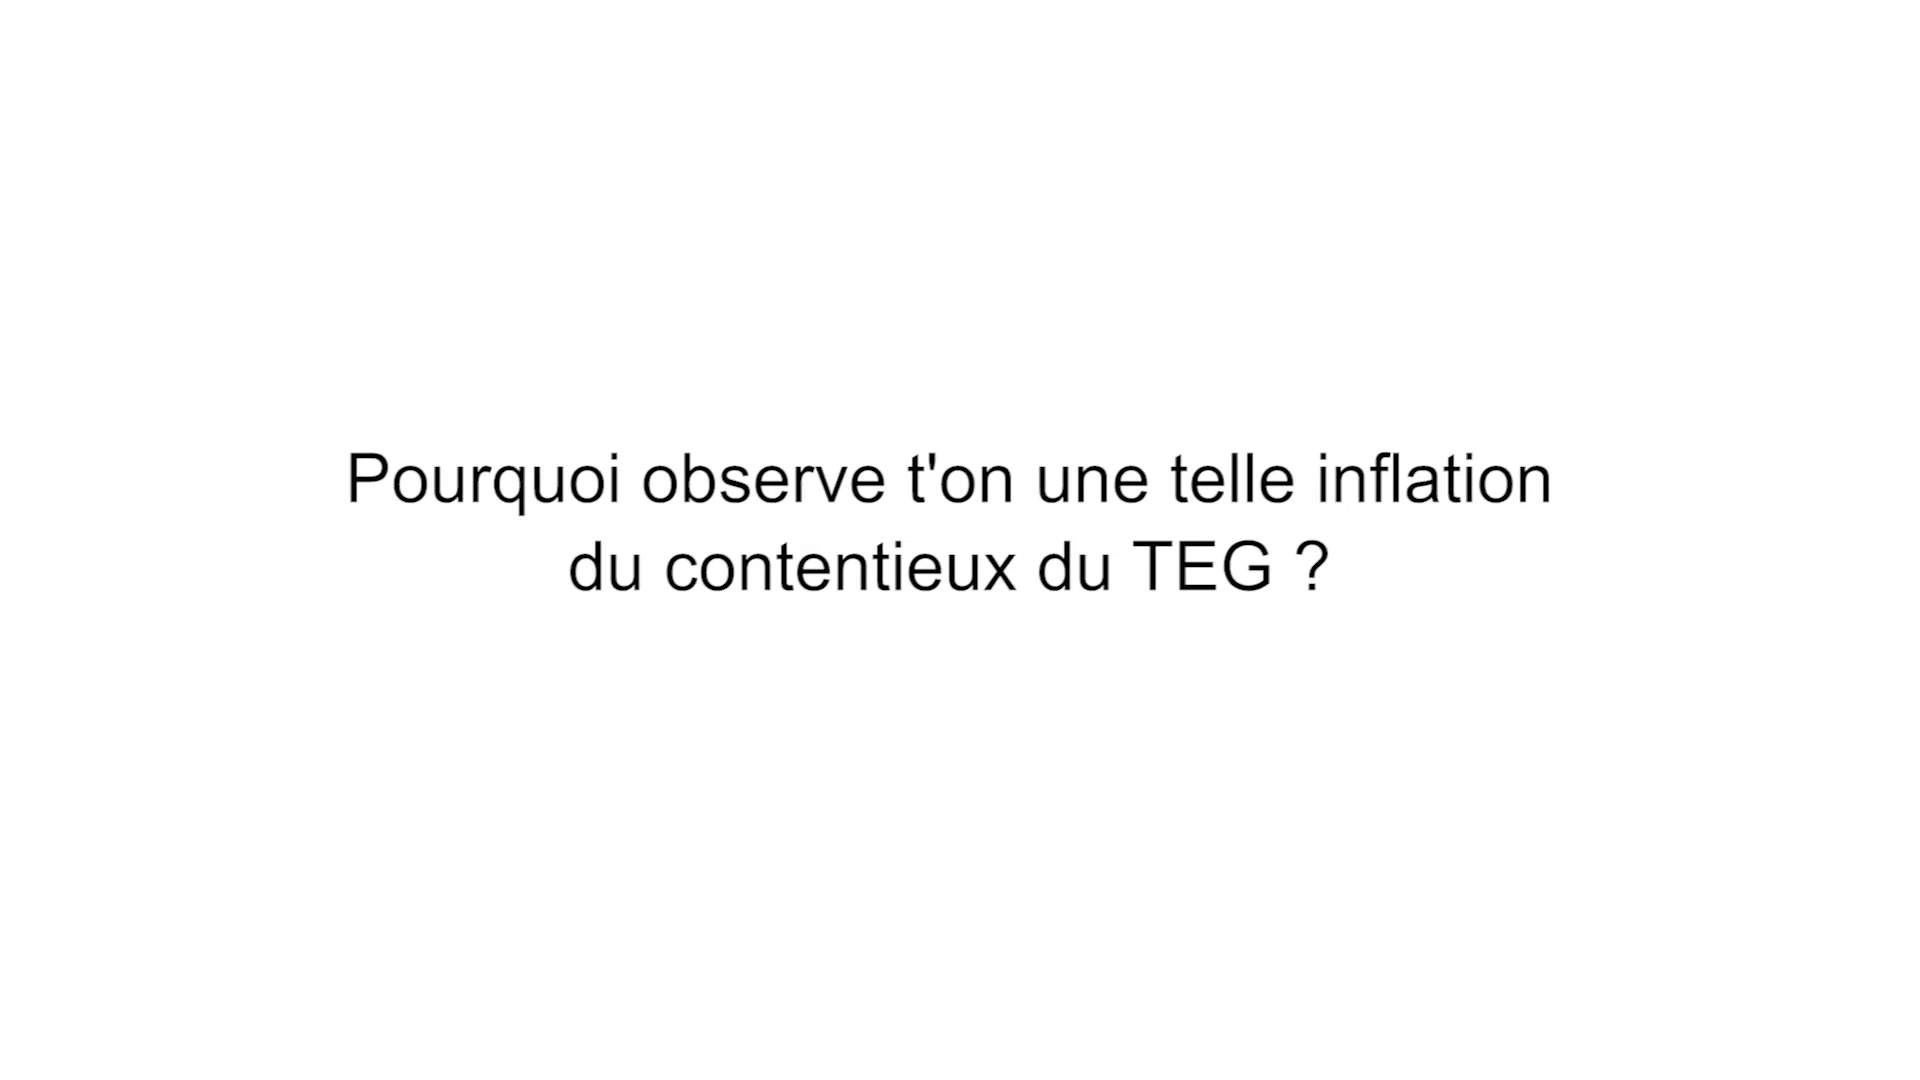 Pourquoi observe t'on une telle inflation
du contentieux du TEG ?